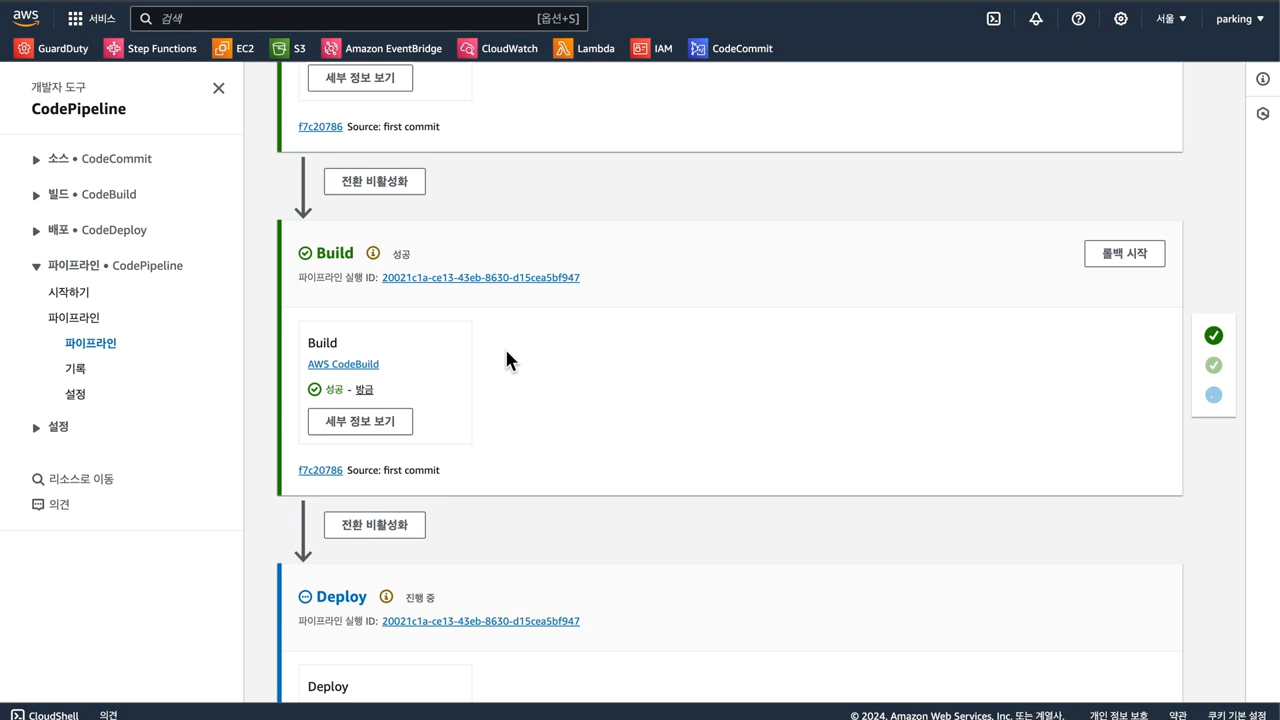 aws 서비스 검색 [옵션+S] 서울 ▼ parking ▼
GuardDuty Step Functions EC2 S3 Amazon EventBridge CloudWatch Lambda IAM CodeCommit
개발자 도구
CodePipeline
소스 • CodeCommit
빌드 • CodeBuild
배포 • CodeDeploy
파이프라인 • CodePipeline
시작하기
파이프라인
파이프라인
기록
설정
설정
리소스로 이동
의견
세부 정보 보기
f7c20786 Source: first commit
전환 비활성화
Build 성공
롤백 시작
파이프라인 실행 ID: 20021c1a-ce13-43eb-8630-d15cea5bf947
Build
AWS CodeBuild
성공 - 방금
세부 정보 보기
f7c20786 Source: first commit
전환 비활성화
Deploy 진행 중
파이프라인 실행 ID: 20021c1a-ce13-43eb-8630-d15cea5bf947
Deploy
CloudShell 의견 © 2024, Amazon Web Services, Inc. 또는 계열사. 개인 정보 보호 약관 쿠키 기본 설정